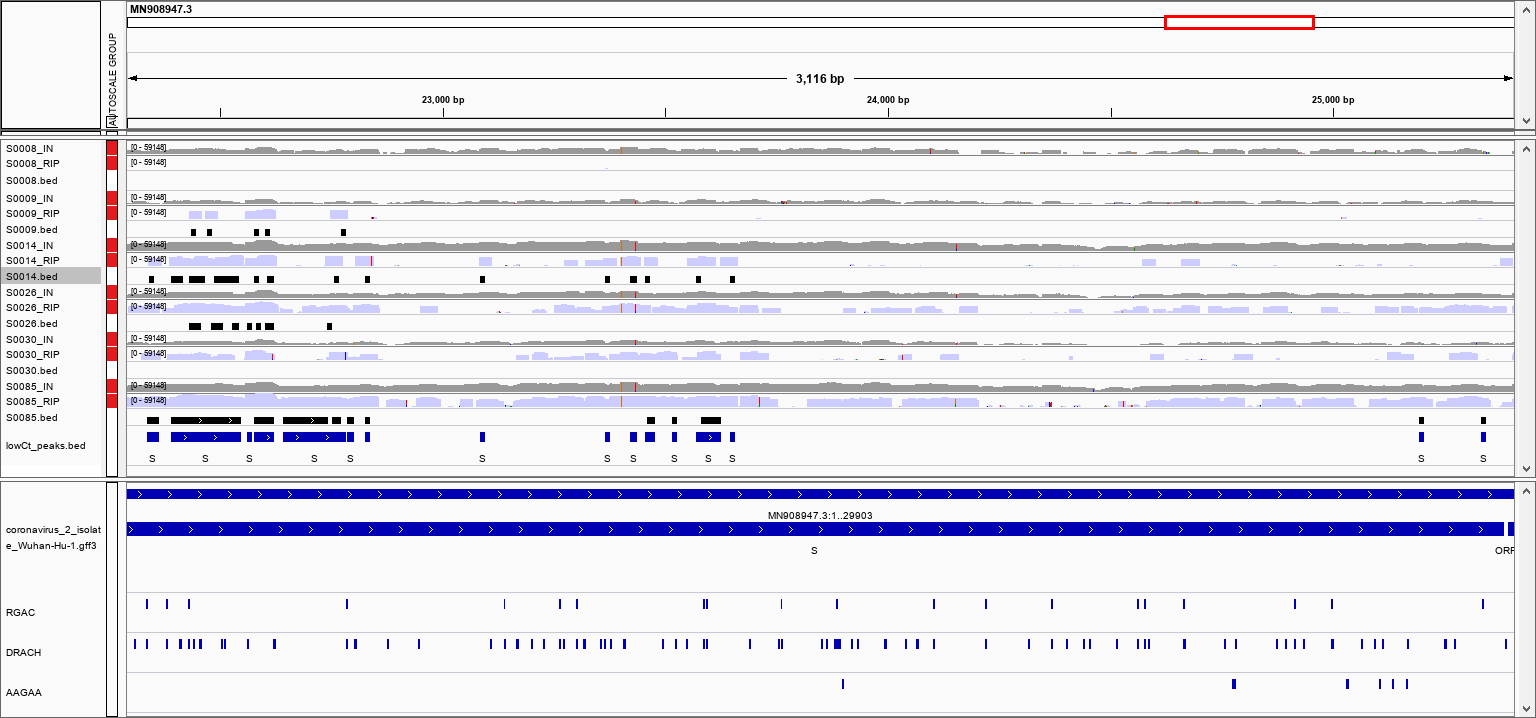 MN908947.3
AUTOSCALE GROUP
3,116 bp
23,000 bp 24,000 bp 25,000 bp
S0008_IN [0 - 59148]
S0008_RIP [0 - 59148]
S0008.bed
S0009_IN [0 - 59148]
S0009_RIP [0 - 59148]
S0009.bed
S0014_IN [0 - 59148]
S0014_RIP [0 - 59148]
S0014.bed
S0026_IN [0 - 59148]
S0026_RIP [0 - 59148]
S0026.bed
S0030_IN [0 - 59148]
S0030_RIP [0 - 59148]
S0030.bed
S0085_IN [0 - 59148]
S0085_RIP [0 - 59148]
S0085.bed
lowCt_peaks.bed
S S S S S S S S S S S S S
MN908947.3:1..29903
coronavirus_2_isolat
e_Wuhan-Hu-1.gff3
S ORF
RGAC
DRACH
AAGAA